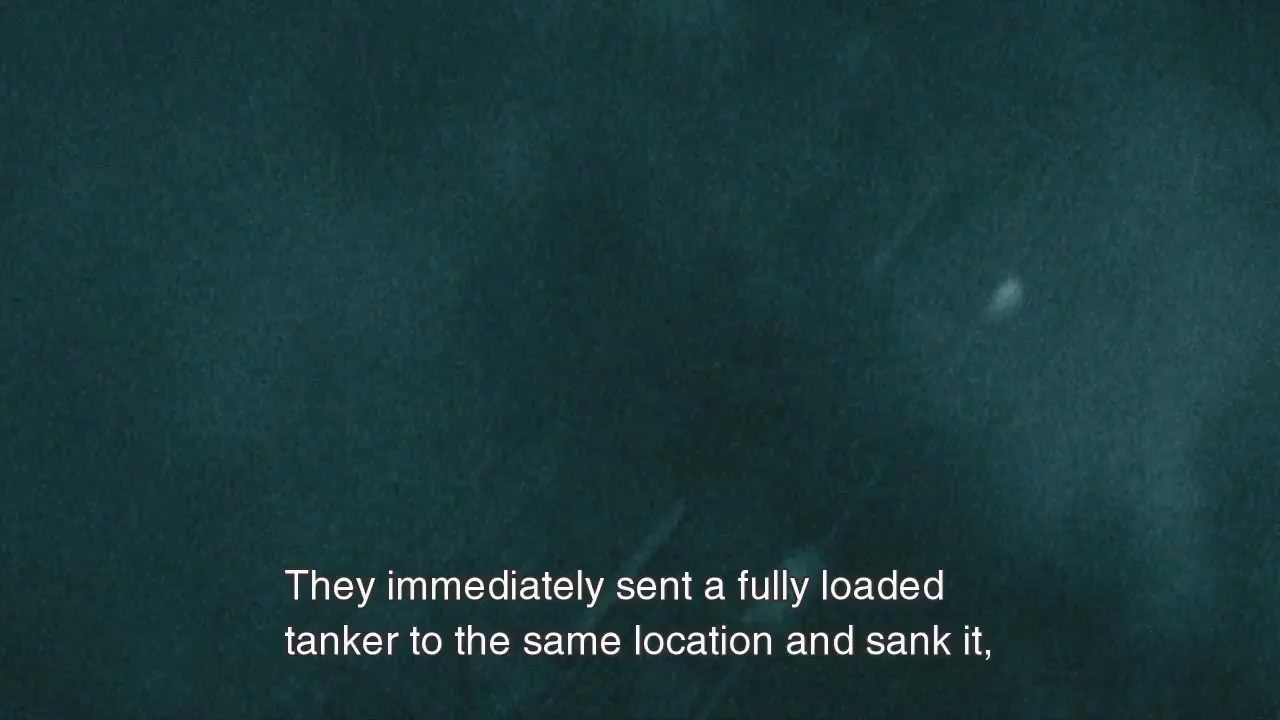 They immediately sent a fully loaded
tanker to the same location and sank it,